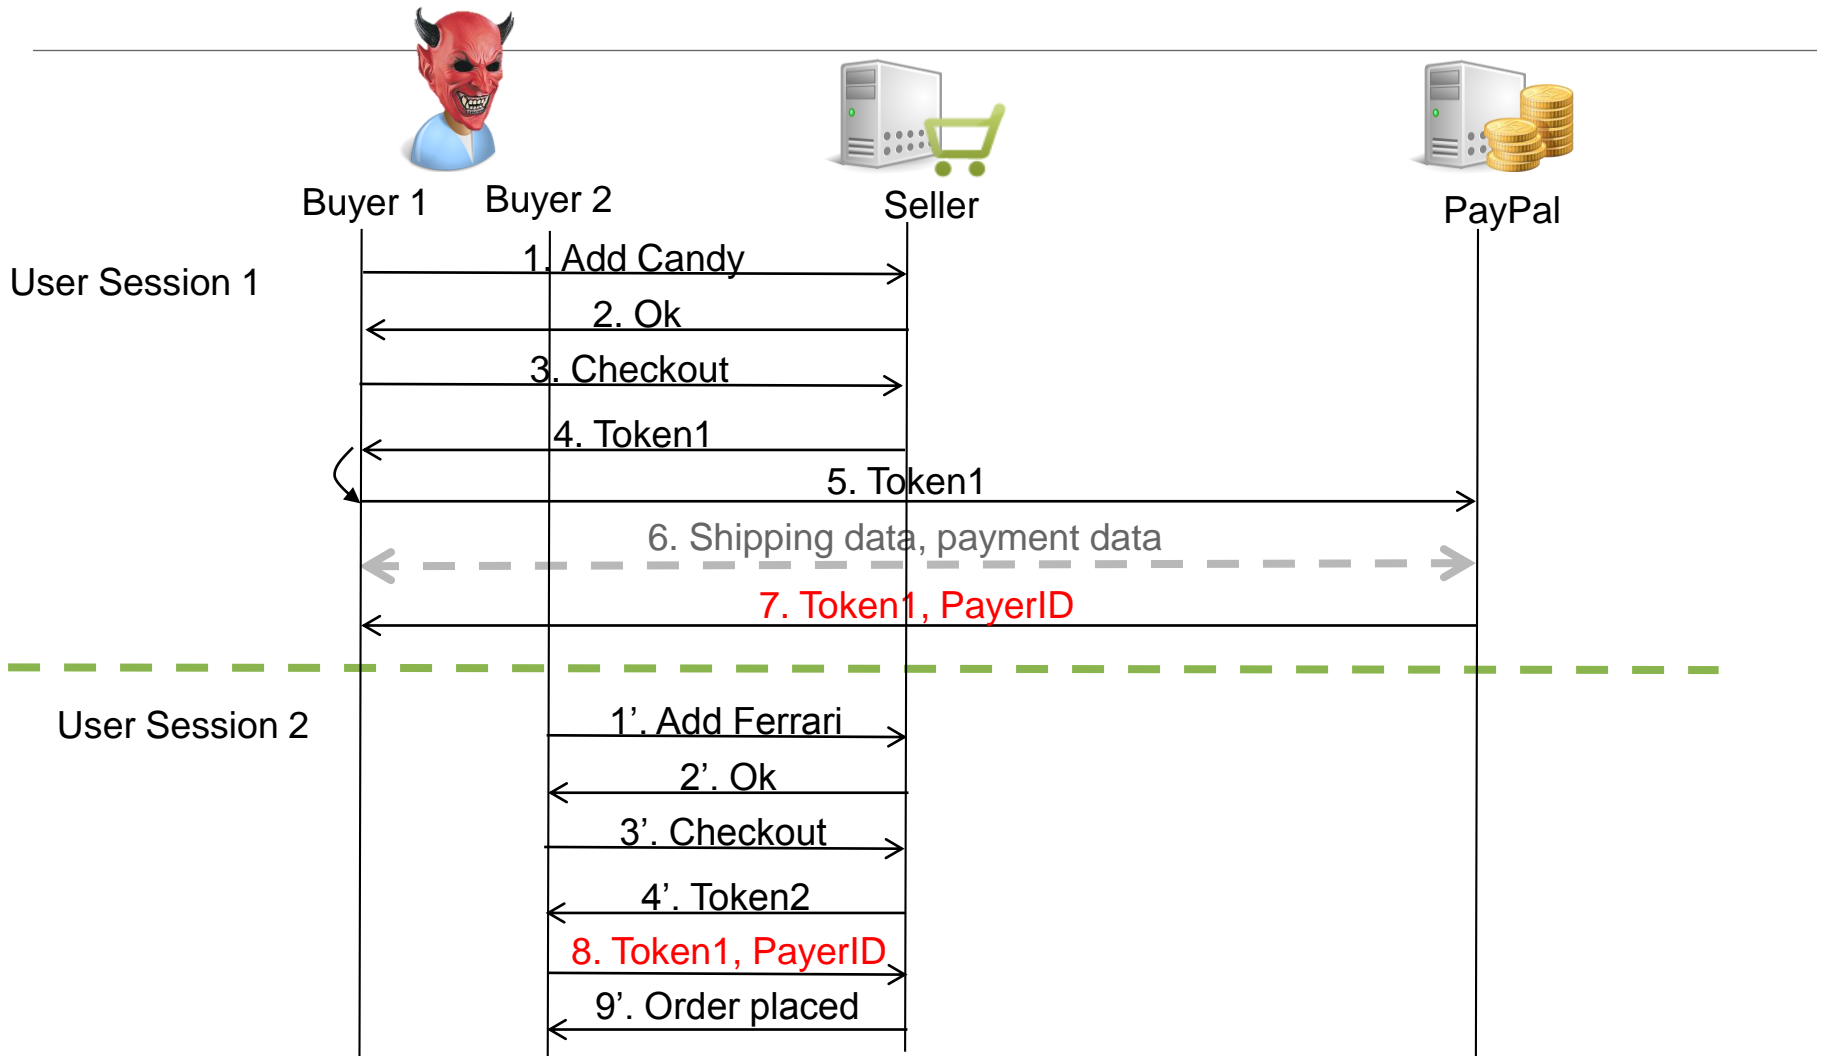 Buyer 1
Buyer 2
Seller
PayPal
User Session 1
1. Add Candy
2. Ok
3. Checkout
4. Token1
5. Token1
6. Shipping data, payment data
7. Token1, PayerID
User Session 2
1’. Add Ferrari
2’. Ok
3’. Checkout
4’. Token2
8. Token1, PayerID
9’. Order placed